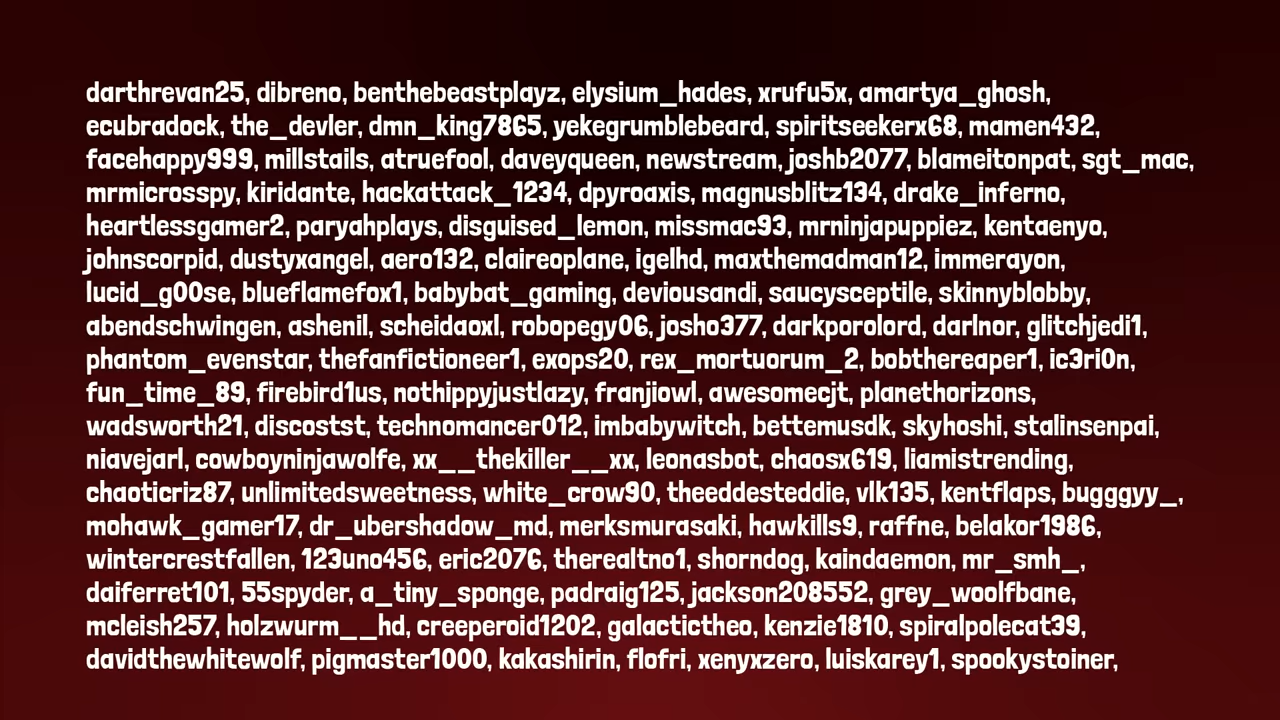 darthrevan25, dibreno, benthebeastplayz, elysium_hades, xrufu5x, amartya_ghosh,
ecubradock, the_devler, dmn_king7865, yekegrumblebeard, spiritseekerx68, mamen432,
facehappy999, millstails, atruefool, daveyqueen, newstream, joshb2077, blameitonpat, sgt_mac,
mrmicrosspy, kiridante, hackattack_1234, dpyroaxis, magnusblitz134, drake_inferno,
heartlessgamer2, paryahplays, disguised_lemon, missmac93, mrninjapuppiez, kentaenyo,
johnscorpid, dustyxangel, aero132, claireoplane, igelhd, maxthemadman12, immerayon,
lucid_g00se, blueflamefox1, babybat_gaming, deviousandi, saucysceptile, skinnyblobby,
abendschwingen, ashenil, scheidaoxl, robopegy06, josho377, darkporolord, darlnor, glitchjedi1,
phantom_evenstar, thefanfictioneer1, exops20, rex_mortuorum_2, bobthereaper1, ic3ri0n,
fun_time_89, firebird1us, nothippyjustlazy, franjiowl, awesomecjt, planethorizons,
wadsworth21, discostst, technomancer012, imbabywitch, bettemusdk, skyhoshi, stalinsenpai,
niavejarl, cowboyninjawolfe, xx__thekiller__xx, leonasbot, chaosx619, liamistrending,
chaoticriz87, unlimitedsweetness, white_crow90, theeddesteddie, vlk135, kentflaps, bugggyy_,
mohawk_gamer17, dr_ubershadow_md, merksmurasaki, hawkills9, raffne, belakor1986,
wintercrestfallen, 123uno456, eric2076, therealtno1, shorndog, kaindaemon, mr_smh_,
daiferret101, 55spyder, a_tiny_sponge, padraig125, jackson208552, grey_woolfbane,
mcleish257, holzwurm__hd, creeperoid1202, galactictheo, kenzie1810, spiralpolecat39,
davidthewhitewolf, pigmaster1000, kakashirin, flofri, xenyxzero, luiskarey1, spookystoiner,